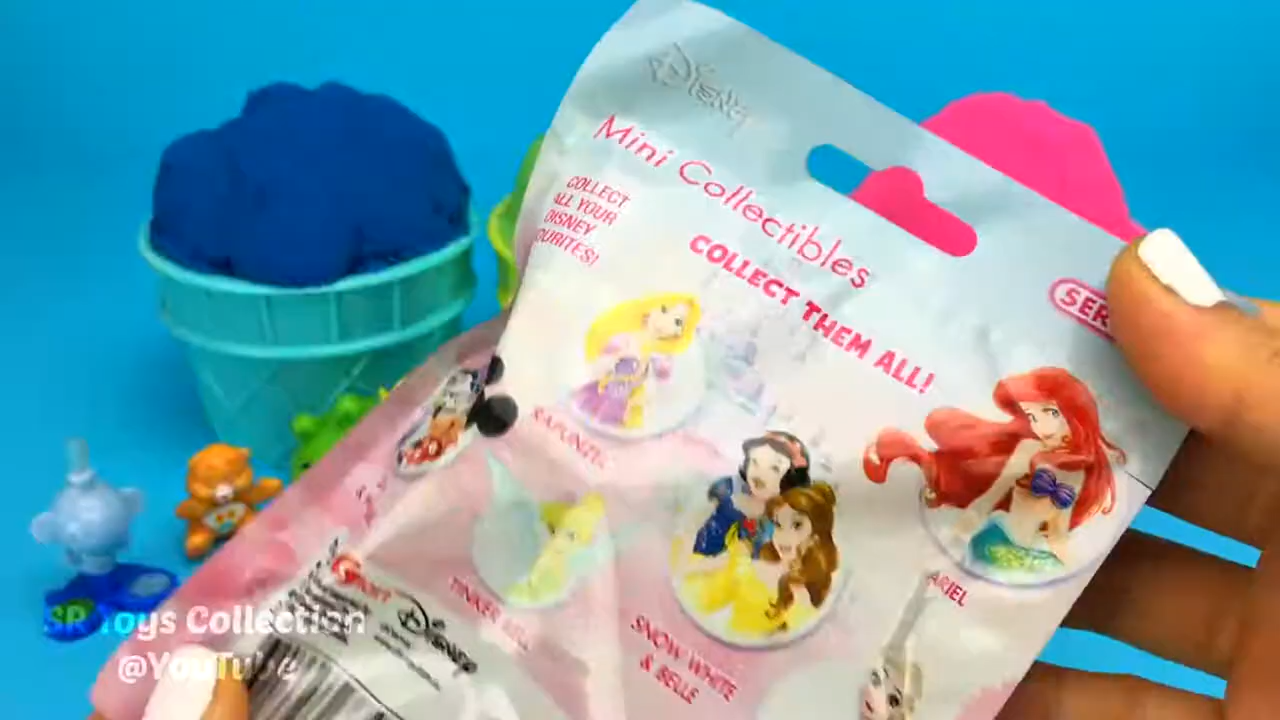 Disney
Mini Collectibles
COLLECT
ALL YOUR
DISNEY
COLLECT THEM ALL!
SER
RAPUNZEL
TINKER BELL
SNOW WHITE
& BELLE
ARIEL
Disney
SR Toys Collection
@YouTube